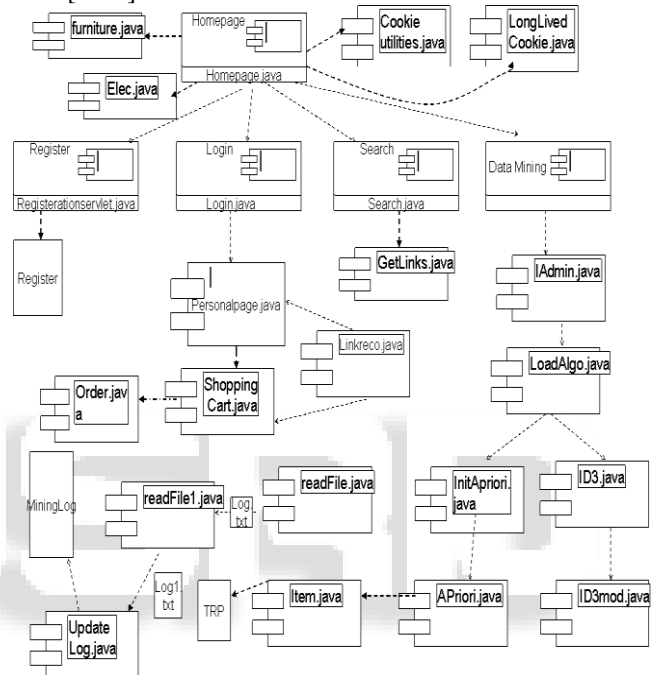 furniture.java
Homepage
Cookie
utilities.java
LongLived
Cookie.java
Homepage.java
Elec.java
Register
Login
Search
Data Mining
Registerationservlet.java
Login.java
Search.java
Register
GetLinks.java
IAdmin.java
Personalpage.java
Linkreco.java
LoadAlgo.java
Order.jav
a
Shopping
Cart.java
MiningLog
readFile1.java
Log.
txt
readFile.java
InitApriori.
java
ID3.java
Log1.
txt
TRP
Item.java
APriori.java
ID3mod.java
Update
Log.java